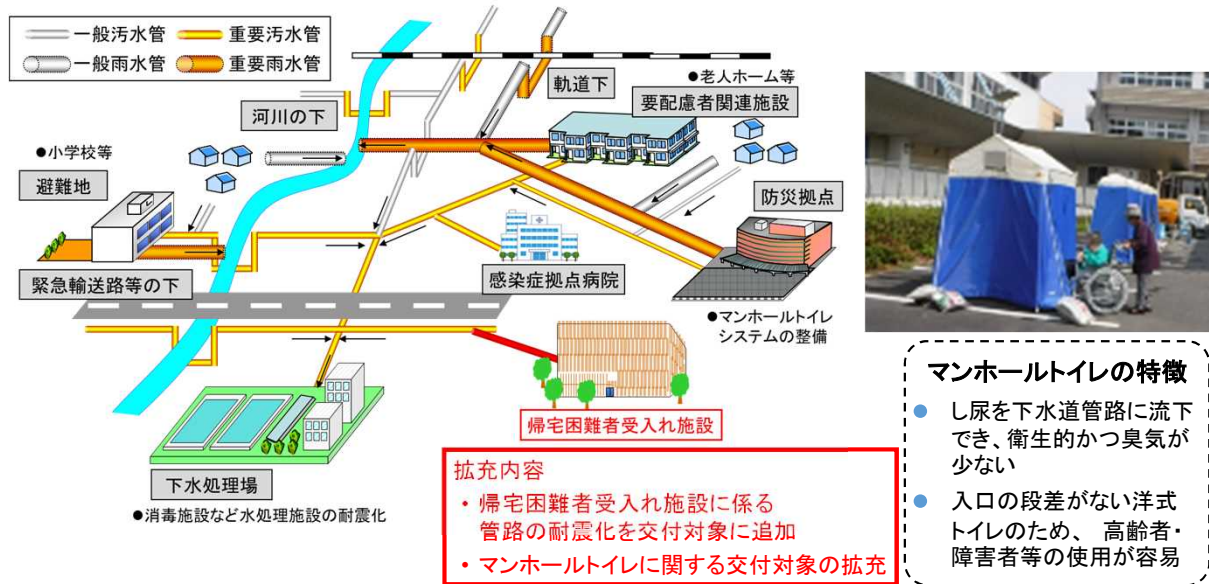 一般汚水管
重要汚水管
一般雨水管
重要雨水管
軌道下
●老人ホーム等
要配慮者関連施設
河川の下
●小学校等
避難地
防災拠点
緊急輸送路等の下
感染症拠点病院
●マンホールトイレ
システムの整備
帰宅困難者受入れ施設
下水処理場
●消毒施設など水処理施設の耐震化
拡充内容
・帰宅困難者受入れ施設に係る
管路の耐震化を交付対象に追加
・マンホールトイレに関する交付対象の拡充
マンホールトイレの特徴
● し尿を下水道管路に流下
でき、衛生的かつ臭気が
少ない
● 入口の段差がない洋式
トイレのため、 高齢者・
障害者等の使用が容易